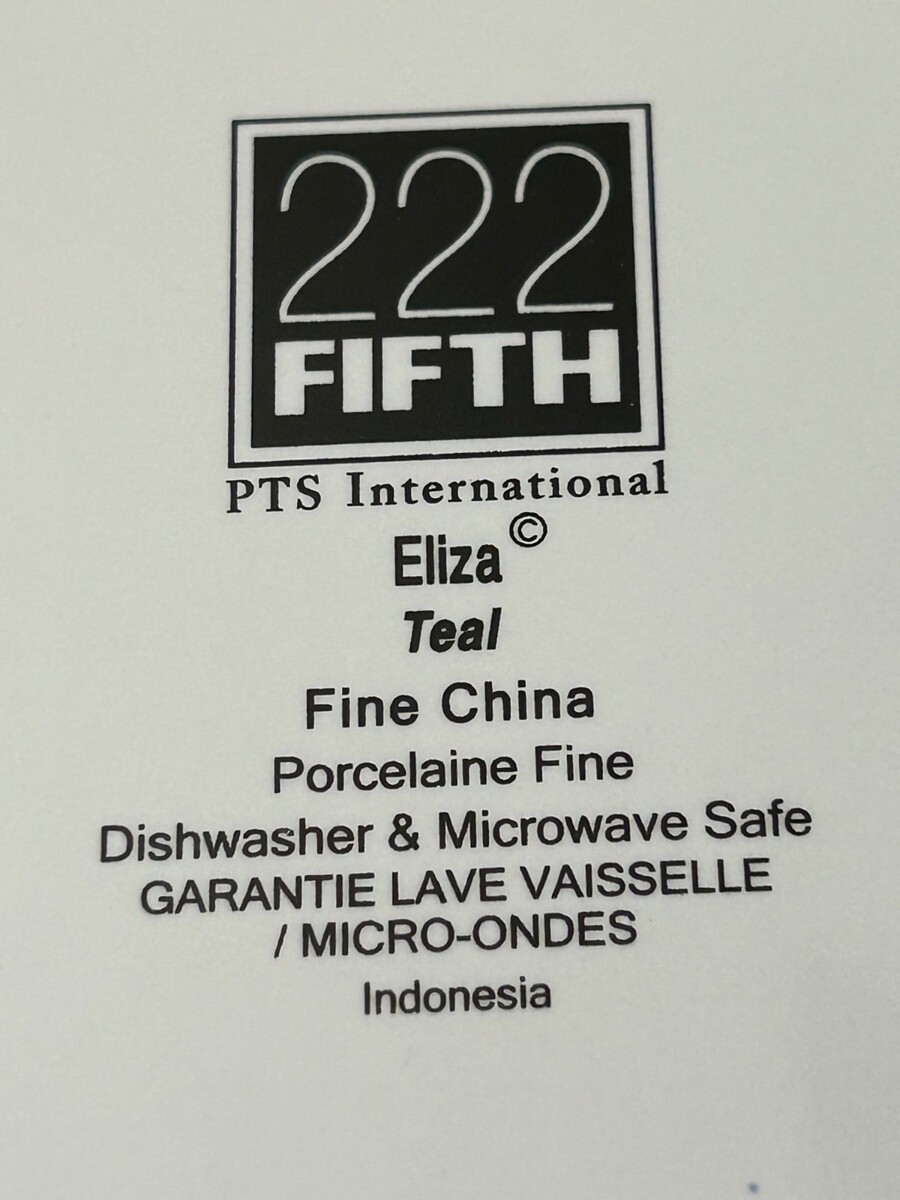 222
FIFTH
PTS International
Eliza©
Teal
Fine China
Porcelaine Fine
Dishwasher & Microwave Safe
GARANTIE LAVE VAISSELLE
/ MICRO-ONDES
Indonesia